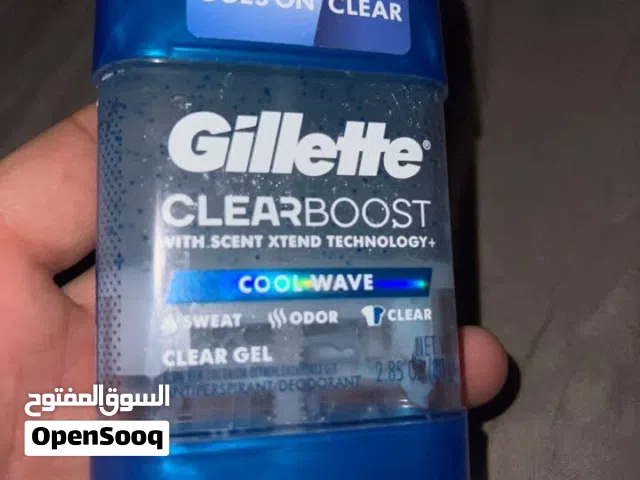 GOES ON CLEAR
Gillette®
CLEARBOOST
WITH SCENT XTEND TECHNOLOGY+
COOL WAVE
SWEAT ODOR CLEAR
CLEAR GEL
NET
ANTIPERSPIRANT/DEODORANT 2.85
السوق المفتوح
OpenSooq